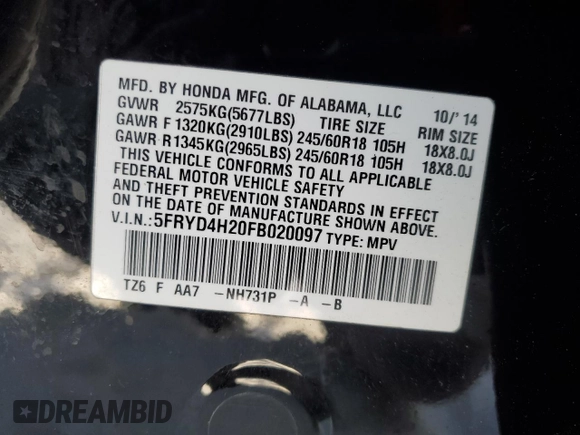 MFD. BY HONDA MFG. OF ALABAMA, LLC 10/'14
GVWR 2575KG(5677LBS) TIRE SIZE RIM SIZE
GAWR F 1320KG(2910LBS) 245/60R18 105H 18X8.0J
GAWR R 1345KG(2965LBS) 245/60R18 105H 18X8.0J
THIS VEHICLE CONFORMS TO ALL APPLICABLE
FEDERAL MOTOR VEHICLE SAFETY
AND THEFT PREVENTION STANDARDS IN EFFECT
ON THE DATE OF MANUFACTURE SHOWN ABOVE.
V.I.N.:5FRYD4H20FB020097 TYPE: MPV
TZ6 F AA7 -NH731P -A -B
DREAMBID